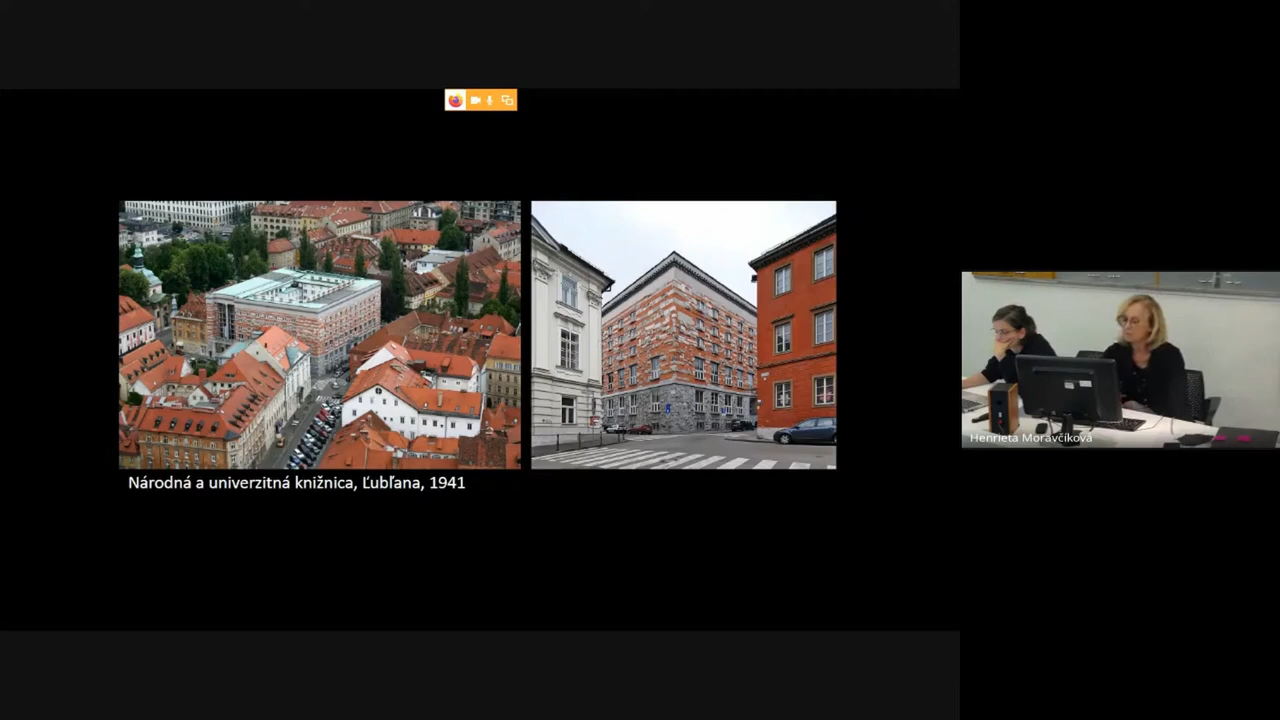 Národná a univerzitná knižnica, Ľubľana, 1941
Henrieta Moravčíková